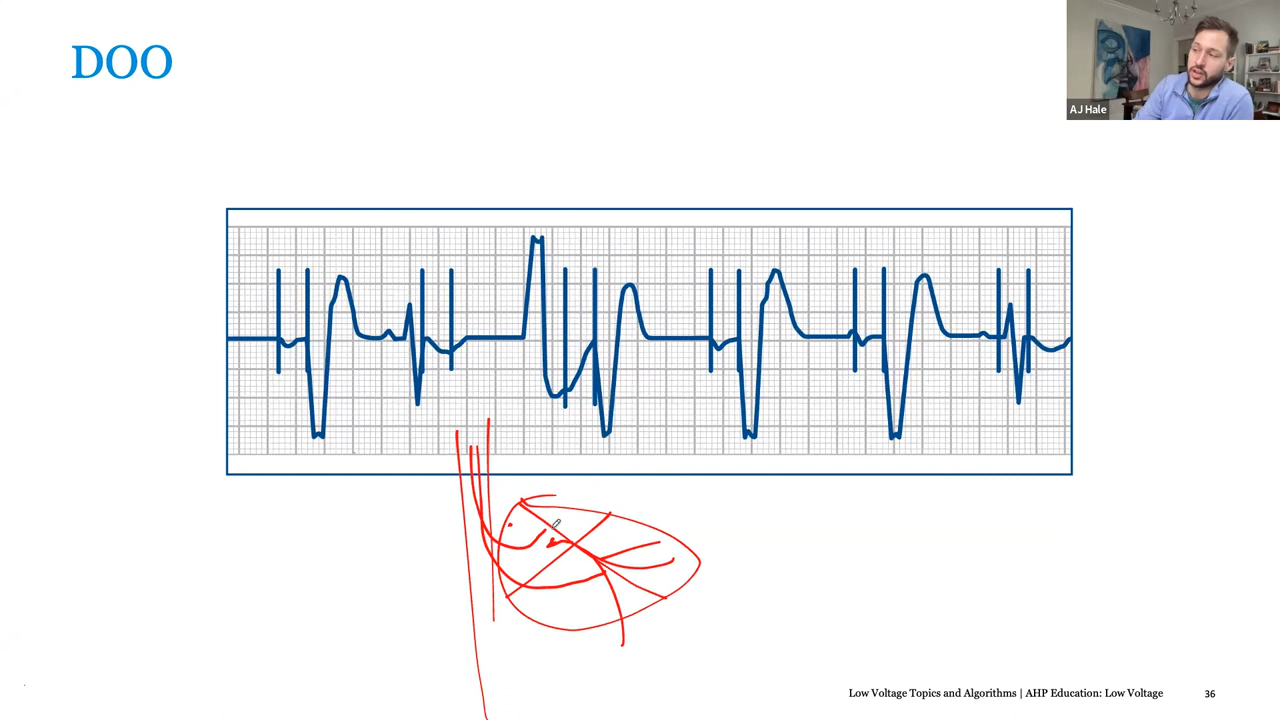 DOO
AJ Hale
Low Voltage Topics and Algorithms | AHP Education: Low Voltage 36